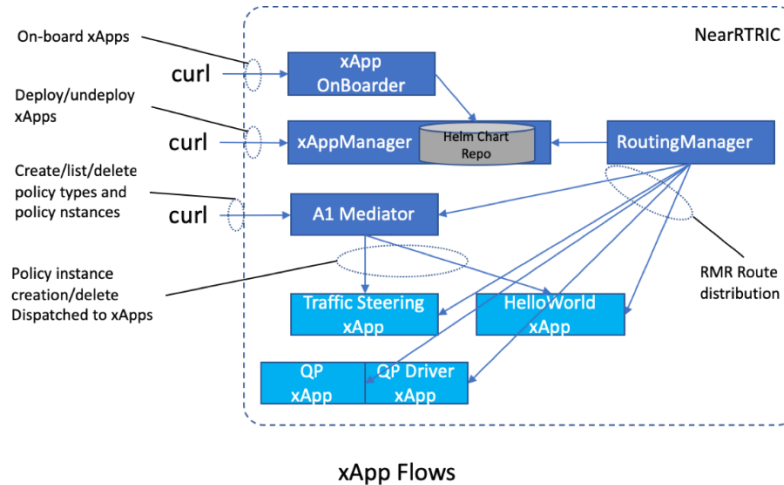 On-board xApps
NearRTRIC
curl
xApp
OnBoarder
Deploy/undeploy
xApps
curl
xAppManager
Helm Chart
Repo
RoutingManager
Create/list/delete
policy types and
policy nstances
curl
A1 Mediator
Policy instance
creation/delete
Dispatched to xApps
RMR Route
distribution
Traffic Steering
xApp
HelloWorld
xApp
QP
xApp
QP Driver
xApp
xApp Flows